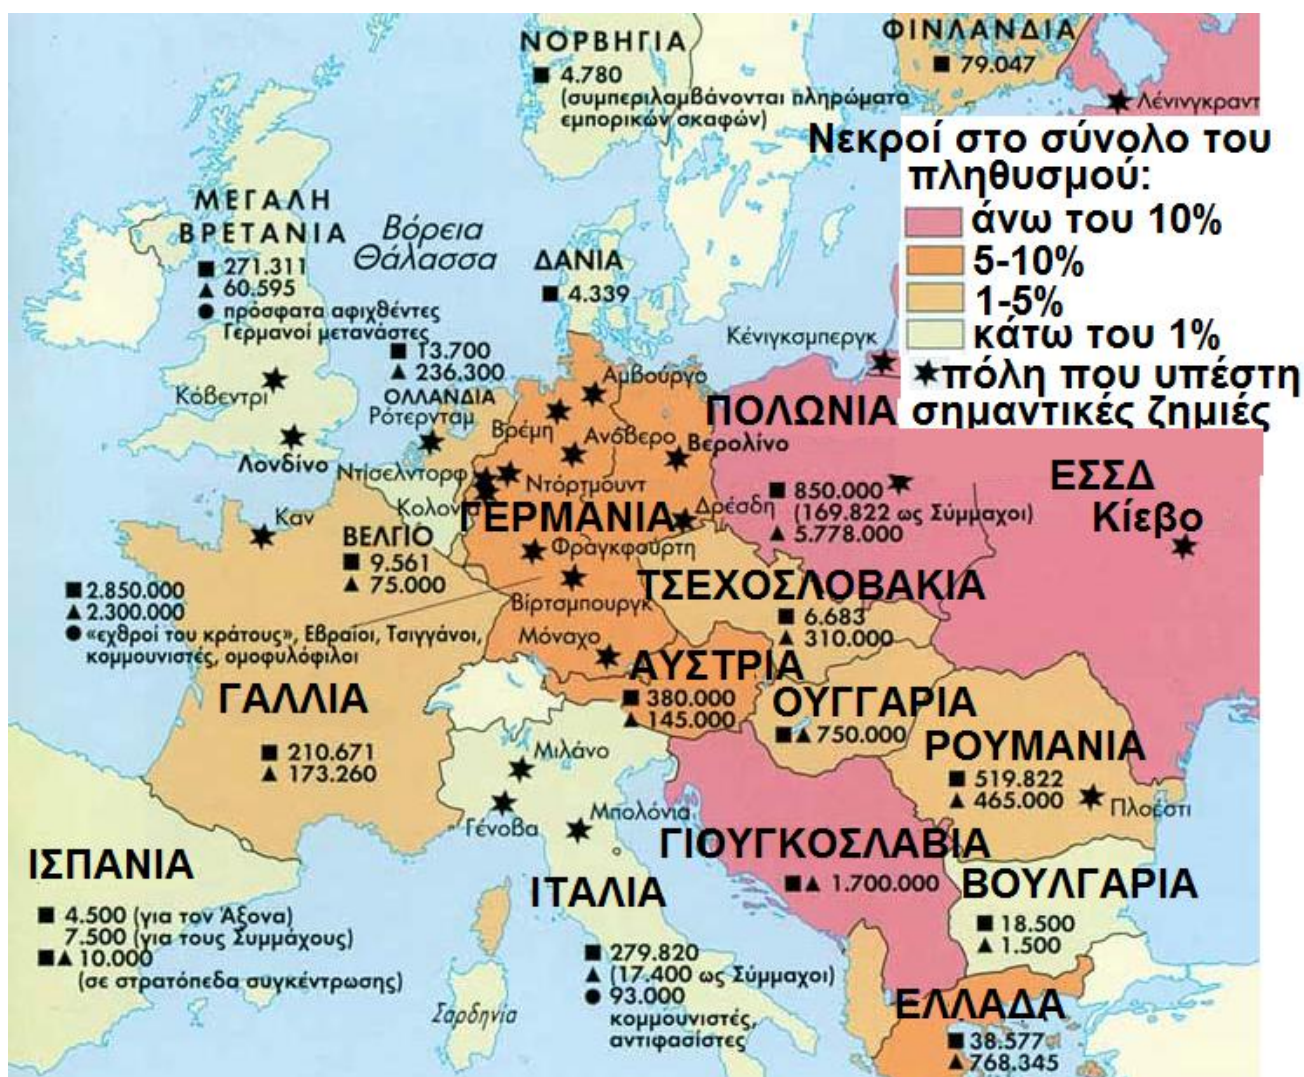 ΝΟΡΒΗΓΙΑ
■ 4.780
(συμπεριλαμβάνονται πληρώματα
εμπορικών σκαφών)
ΦΙΝΛΑΝΔΙΑ
■ 79.047
Λένινγκραντ
Νεκροί στο σύνολο του
πληθυσμού:
άνω του 10%
5-10%
1-5%
κάτω του 1%
★πόλη που υπέστη
σημαντικές ζημιές
ΜΕΓΑΛΗ
ΒΡΕΤΑΝΙΑ
■ 271.311
▲ 60.595
● πρόσφατα αφιχθέντες
Γερμανοί μετανάστες
Βόρεια
Θάλασσα
ΔΑΝΙΑ
■ 4.339
Κένιγκσμπεργκ
■ 13.700
▲ 236.300
ΟΛΛΑΝΔΙΑ
Ρότερνταμ
Κόβεντρι
Λονδίνο
Αμβούργο
Βρέμη
Ανόβερο
Βερολίνο
ΠΟΛΩΝΙΑ
■ 850.000
(169.822 ως Σύμμαχοι)
▲ 5.778.000
ΕΣΣΔ
Κίεβο
Ντίσελντορφ
Ντόρτμουντ
Κολονία
ΓΕΡΜΑΝΙΑ
Δρέσδη
Καν
ΒΕΛΓΙΟ
■ 9.561
▲ 75.000
Φραγκφούρτη
Βίρτσμπουργκ
Μόναχο
ΤΣΕΧΟΣΛΟΒΑΚΙΑ
■ 6.683
▲ 310.000
■ 2.850.000
▲ 2.300.000
● «εχθροί του κράτους», Εβραίοι, Τσιγγάνοι,
κομμουνιστές, ομοφυλόφιλοι
ΓΑΛΛΙΑ
■ 210.671
▲ 173.260
ΑΥΣΤΡΙΑ
■ 380.000
▲ 145.000
ΟΥΓΓΑΡΙΑ
■▲ 750.000
ΡΟΥΜΑΝΙΑ
■ 519.822
▲ 465.000
Πλοέστι
Μιλάνο
Γένοβα
Μπολόνια
ΓΙΟΥΓΚΟΣΛΑΒΙΑ
■▲ 1.700.000
ΒΟΥΛΓΑΡΙΑ
■ 18.500
▲ 1.500
ΙΣΠΑΝΙΑ
■ 4.500 (για τον Άξονα)
7.500 (για τους Συμμάχους)
■▲ 10.000
(σε στρατόπεδα συγκέντρωσης)
ΙΤΑΛΙΑ
■ 279.820
▲ (17.400 ως Σύμμαχοι)
● 93.000
κομμουνιστές,
αντιφασίστες
Σαρδηνία
ΕΛΛΑΔΑ
■ 38.577
▲ 768.345